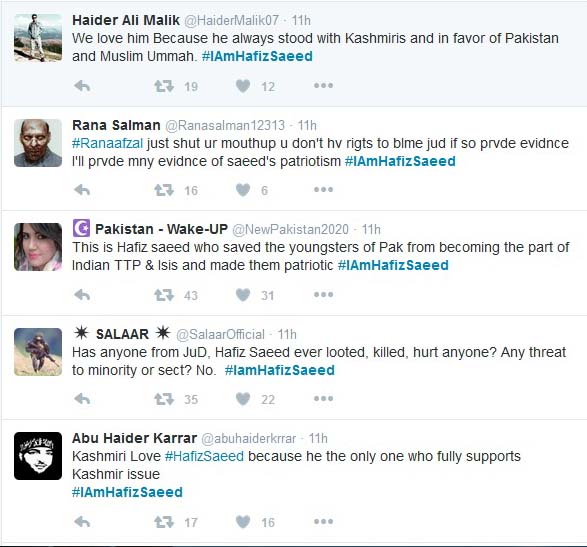 Haider Ali Malik @HaiderMalik07 · 11h
We love him Because he always stood with Kashmiris and in favor of Pakistan
and Muslim Ummah. #IAmHafizSaeed
19 12
Rana Salman @Ranasalman12313 · 11h
#Ranaafzal just shut ur mouthup u don't hv rigts to blme jud if so prvde evidnce
I'll prvde mny evidnce of saeed's patriotism #IAmHafizSaeed
16 6
Pakistan - Wake-UP @NewPakistan2020 · 11h
This is Hafiz saeed who saved the youngsters of Pak from becoming the part of
Indian TTP & Isis and made them patriotic #IAmHafizSaeed
43 31
SALAAR @SalaarOfficial · 11h
Has anyone from JuD, Hafiz Saeed ever looted, killed, hurt anyone? Any threat
to minority or sect? No. #IamHafizSaeed
35 22
Abu Haider Karrar @abuhaiderkrrar · 11h
Kashmiri Love #HafizSaeed because he the only one who fully supports
Kashmir issue
#IAmHafizSaeed
17 16